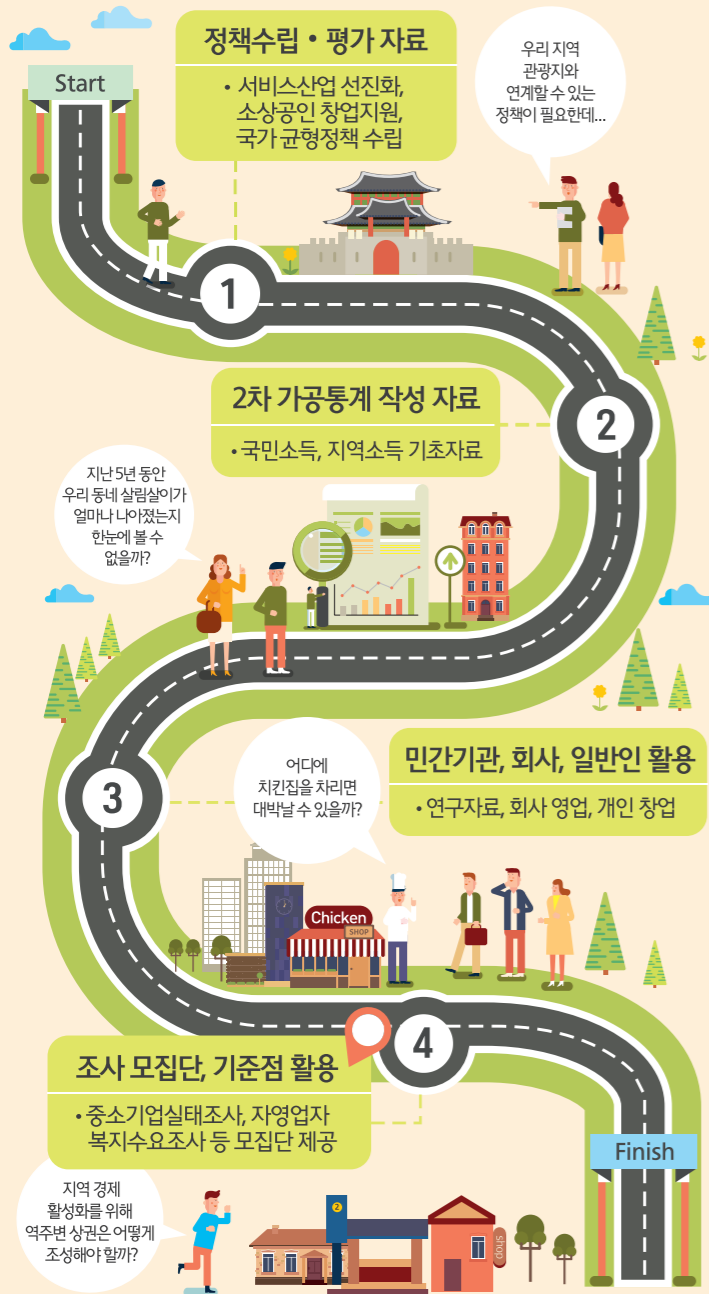 Start
정책수립・평가 자료
• 서비스산업 선진화,
소상공인 창업지원,
국가 균형정책 수립
우리 지역
관광지와
연계할 수 있는
정책이 필요한데...
1
2차 가공통계 작성 자료
• 국민소득, 지역소득 기초자료
2
지난 5년 동안
우리 동네 살림살이가
얼마나 나아졌는지
한눈에 볼 수
없을까?
민간기관, 회사, 일반인 활용
• 연구자료, 회사 영업, 개인 창업
3
어디에
치킨집을 차리면
대박날 수 있을까?
Chicken
SHOP
4
조사 모집단, 기준점 활용
• 중소기업실태조사, 자영업자
복지수요조사 등 모집단 제공
Finish
지역 경제
활성화를 위해
역주변 상권은 어떻게
조성해야 할까?
2
shop